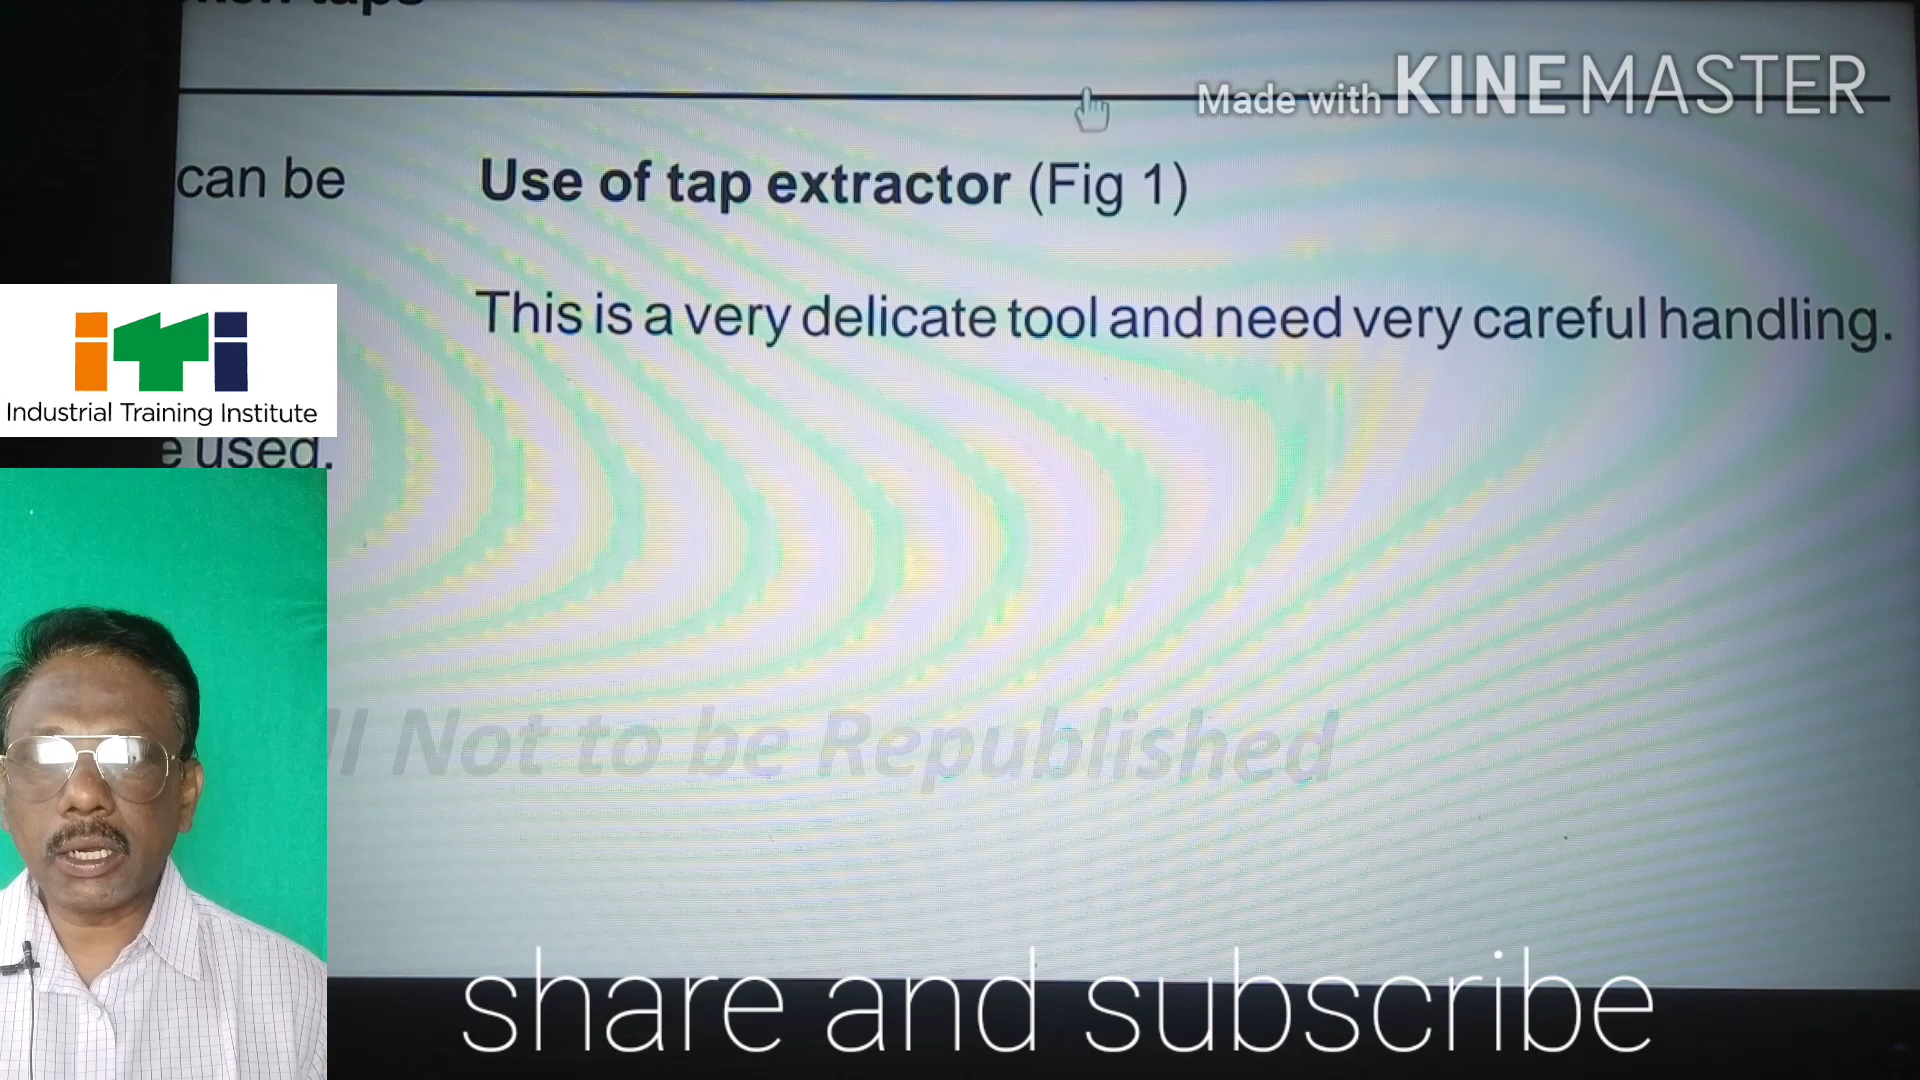 Made with KINEMASTER
can be
Use of tap extractor (Fig 1)
This is a very delicate tool and need very careful handling.
iTi
Industrial Training Institute
e used.
Not to be Republished
share and subscribe